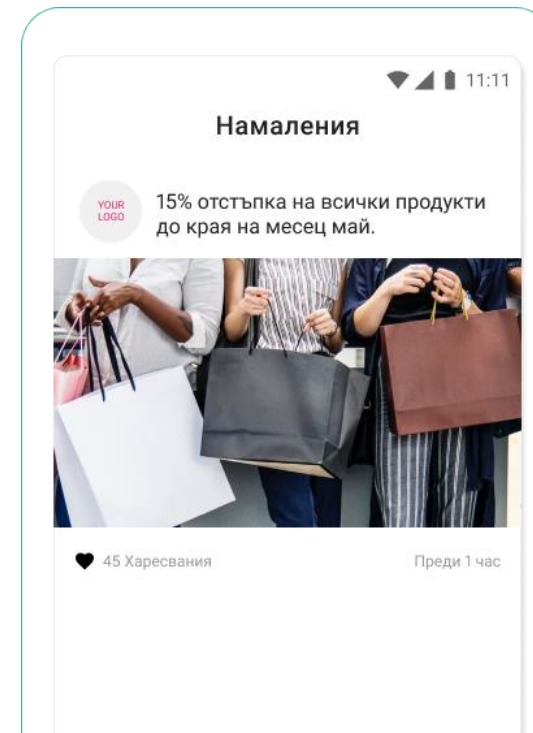 11:11
Намаления
YOUR
LOGO
15% отстъпка на всички продукти
до края на месец май.
45 Харесвания
Преди 1 час